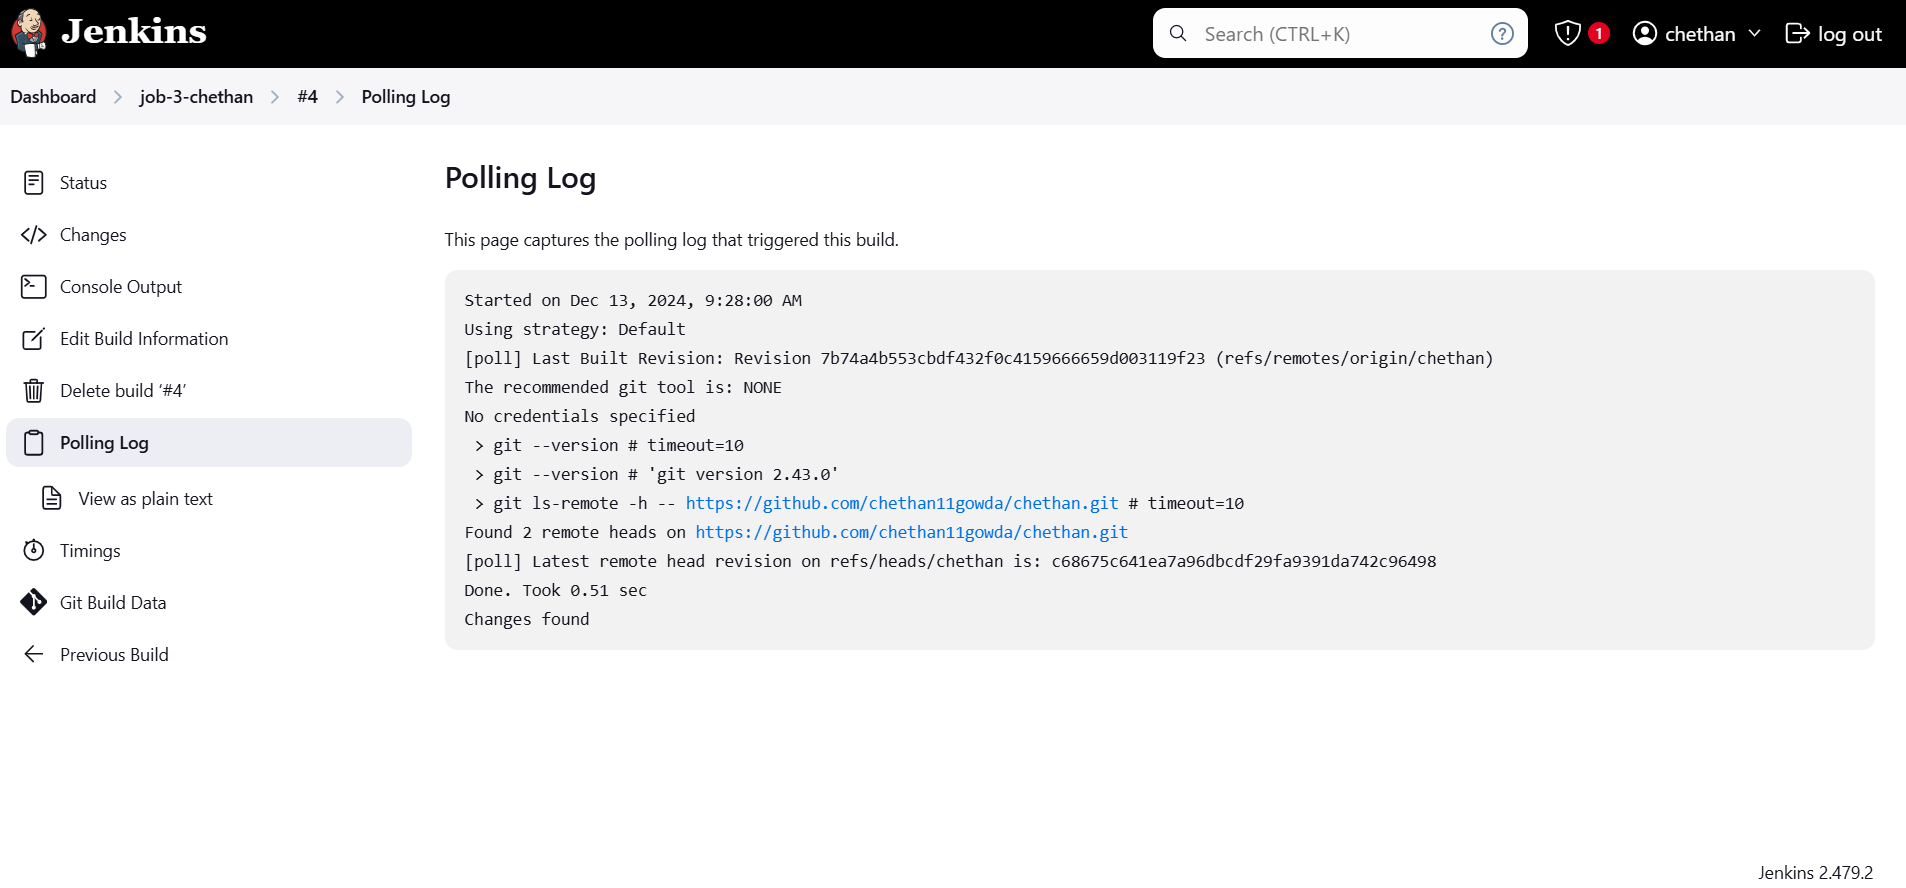 Jenkins
Search (CTRL+K)
?
1
chethan
log out
Dashboard > job-3-chethan > #4 > Polling Log
Status
Changes
Console Output
Edit Build Information
Delete build ‘#4’
Polling Log
View as plain text
Timings
Git Build Data
Previous Build
Polling Log
This page captures the polling log that triggered this build.
Started on Dec 13, 2024, 9:28:00 AM
Using strategy: Default
[poll] Last Built Revision: Revision 7b74a4b553cbdf432f0c4159666659d003119f23 (refs/remotes/origin/chethan)
The recommended git tool is: NONE
No credentials specified
 > git --version # timeout=10
 > git --version # 'git version 2.43.0'
 > git ls-remote -h -- https://github.com/chethan11gowda/chethan.git # timeout=10
Found 2 remote heads on https://github.com/chethan11gowda/chethan.git
[poll] Latest remote head revision on refs/heads/chethan is: c68675c641ea7a96dbcdf29fa9391da742c96498
Done. Took 0.51 sec
Changes found
Jenkins 2.479.2